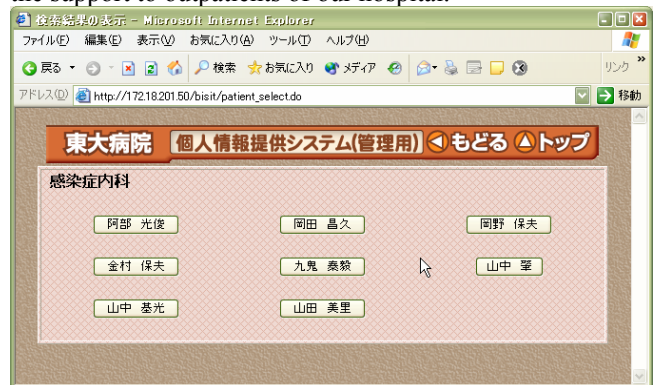 the support to outpatients of our hospital.
検索結果の表示 - Microsoft Internet Explorer
ファイル(F) 編集(E) 表示(V) お気に入り(A) ツール(T) ヘルプ(H)
戻る 検索 お気に入り メディア リンク »
アドレス(D) http://172.18.201.50/bisit/patient_select.do 移動
東大病院 個人情報提供システム(管理用) もどる トップ
感染症内科
阿部 光俊 岡田 昌久 岡野 保夫
金村 保夫 九鬼 泰毅 山中 肇
山中 基光 山田 美里